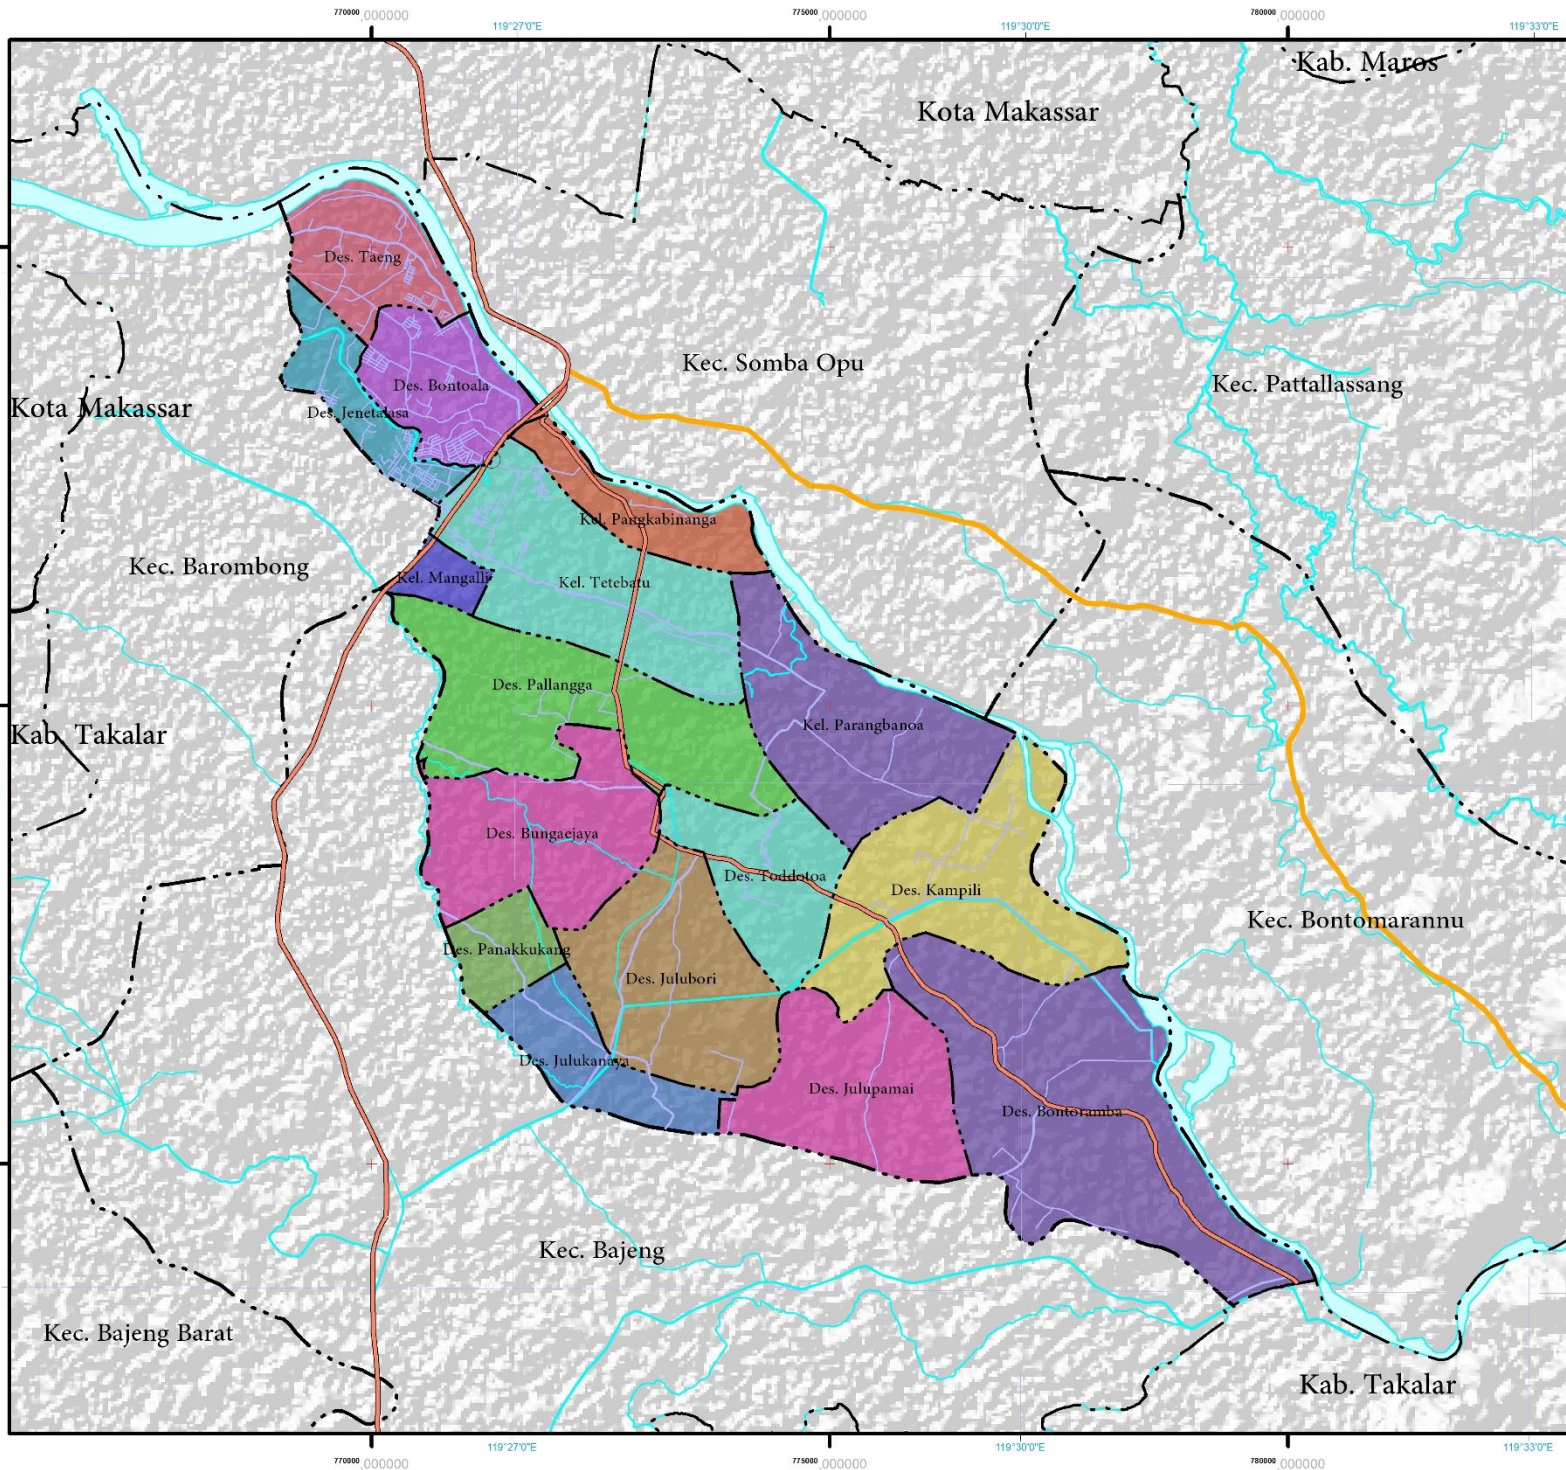 770000,000000
775000,000000
780000,000000
119°27'0"E
119°30'0"E
119°33'0"E
Kab. Maros
Kota Makassar
Des. Taeng
Kec. Somba Opu
Des. Bontoala
Kec. Pattallassang
Kota Makassar
Des. Jenetalasa
Kel. Pangkabinanga
Kec. Barombong
Kel. Mangalli
Kel. Tetebatu
Des. Pallangga
Kel. Parangbanoa
Kab. Takalar
Des. Bungaejaya
Des. Toddotoa
Des. Kampili
Kec. Bontomarannu
Des. Panakkukang
Des. Julubori
Des. Julukanaya
Des. Julupamai
Des. Bontoramba
Kec. Bajeng
Kec. Bajeng Barat
Kab. Takalar
119°27'0"E
119°30'0"E
119°33'0"E
770000,000000
775000,000000
780000,000000